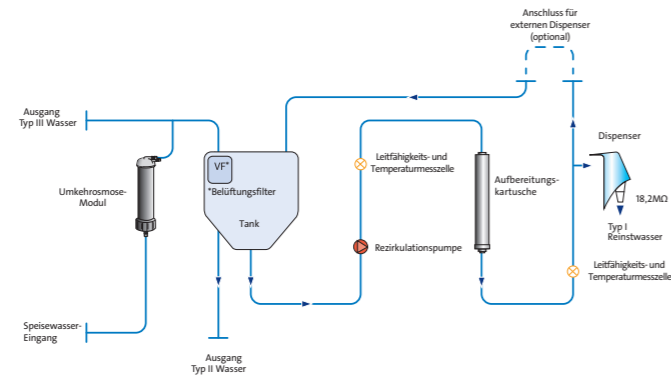 Anschluss für
externen Dispenser
(optional)
Ausgang
Typ III Wasser
VF*
*Belüftungsfilter
Tank
Umkehrosmose-
Modul
Leitfähigkeits- und
Temperaturmesszelle
Aufbereitungs-
kartusche
Dispenser
18,2MΩ
Typ I
Reinstwasser
Rezirkulationspumpe
Leitfähigkeits- und
Temperaturmesszelle
Speisewasser-
Eingang
Ausgang
Typ II Wasser